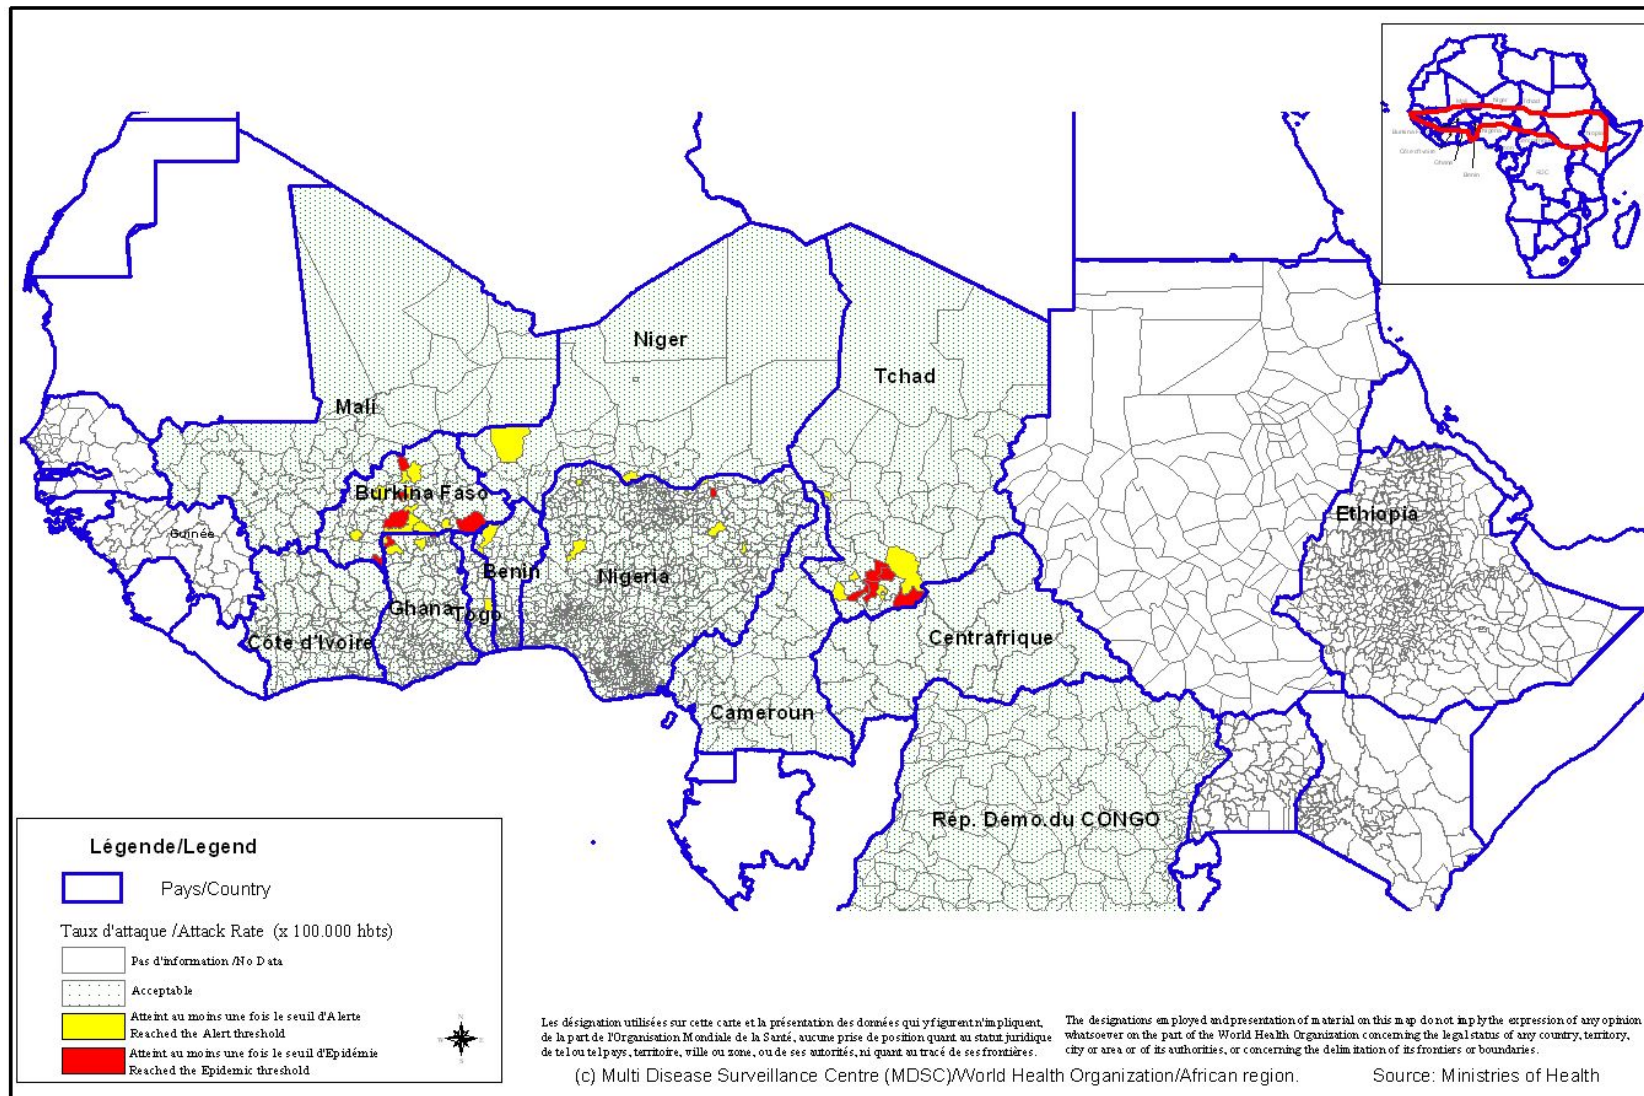 Mali
Niger
Tchad
Burkina Faso
Guinée
Benin
Nigeria
Ethiopia
Ghana
Togo
Côte d'Ivoire
Centrafrique
Cameroun
Rép. Démo.du CONGO
Mali
Niger
Tchad
Nigeria
Côte d'Ivoire
Ghana
Benin
RDC
Légende/Legend
Pays/Country
Taux d'attaque /Attack Rate (x 100.000 hbts)
Pas d'information /No Data
Acceptable
Atteint au moins une fois le seuil d'Alerte
Reached the Alert threshold
Atteint au moins une fois le seuil d'Epidémie
Reached the Epidemic threshold
N
W
E
S
Les désignation utilisées sur cette carte et la présentation des données qui y figurent n'impliquent,
de la part de l'Organisation Mondiale de la Santé, aucune prise de position quant au statut juridique
de tel ou tel pays, territoire, ville ou zone, ou de ses autorités, ni quant au tracé de ses frontières.
The designations employed and presentation of material on this map do not imply the expression of any opinion
whatsoever on the part of the World Health Organization concerning the legal status of any country, territory,
city or area or of its authorities, or concerning the delimitation of its frontiers or boundaries.
(c) Multi Disease Surveillance Centre (MDSC)/World Health Organization/African region.
Source: Ministries of Health